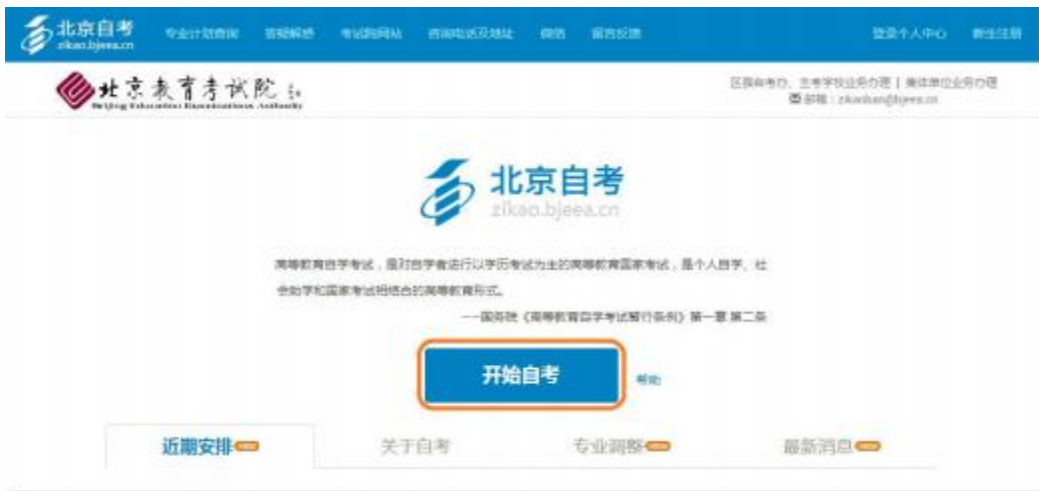 北京自考
zikao.bjeea.cn
专业计划查询 答疑解惑 考试院网站 咨询电话及地址 微信 留言反馈 登录个人中心 新生注册
北京教育考试院
Beijing Education Examinations Authority
区县自考办、主考学校业务办理 | 集体单位业务办理
邮箱：zikaoban@bjeea.cn
北京自考
zikao.bjeea.cn
高等教育自学考试，是对自学者进行以学历考试为主的高等教育国家考试，是个人自学、社
会助学和国家考试相结合的高等教育形式。
---国务院《高等教育自学考试暂行条例》第一章 第二条
开始自考 帮助
近期安排 关于自考 专业调整 最新消息